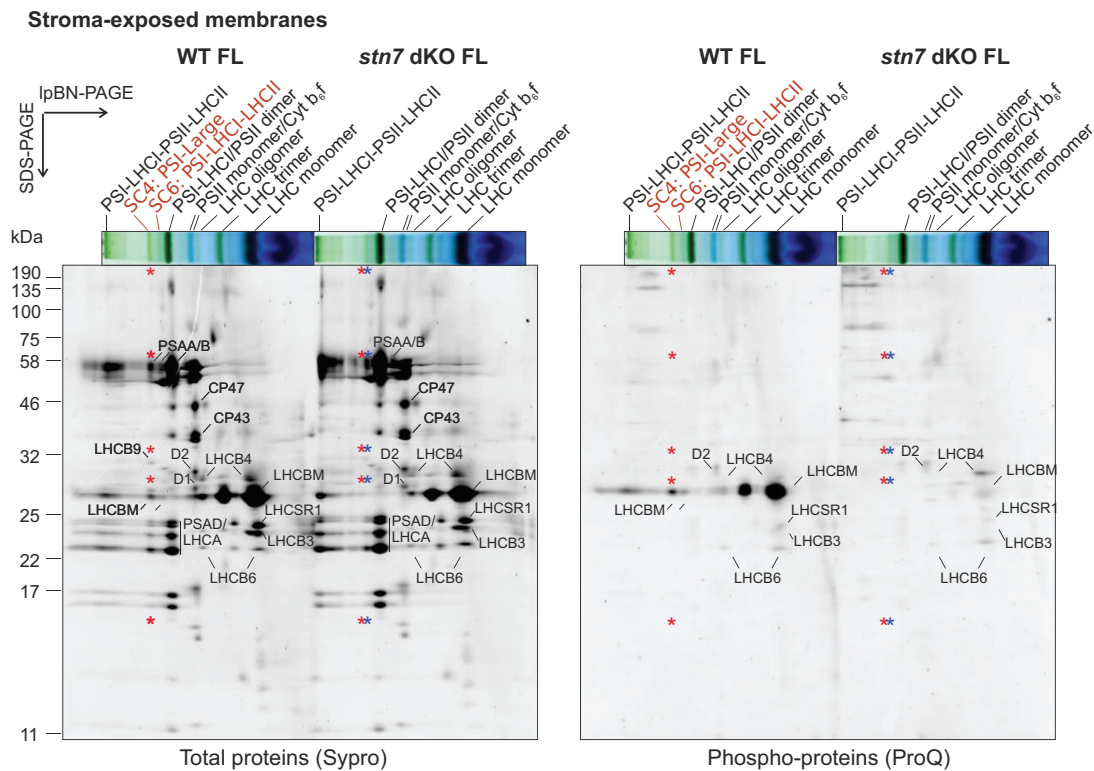 Stroma-exposed membranes
WT FL
stn7 dKO FL
WT FL
stn7 dKO FL
lpBN-PAGE
SDS-PAGE
PSI-LHCI-PSII-LHCII
SC4: PSI-Large
SC6: PSI-LHCI-LHCII
PSI-LHCI/PSII dimer
PSII monomer/Cyt b6f
LHC oligomer
LHC trimer
LHC monomer
PSI-LHCI-PSII-LHCII
PSI-LHCI/PSII dimer
PSII monomer/Cyt b6f
LHC oligomer
LHC trimer
LHC monomer
PSI-LHCI-PSII-LHCII
SC4: PSI-Large
SC6: PSI-LHCI-LHCII
PSI-LHCI/PSII dimer
PSII monomer/Cyt b6f
LHC oligomer
LHC trimer
LHC monomer
PSI-LHCI-PSII-LHCII
PSI-LHCI/PSII dimer
PSII monomer/Cyt b6f
LHC oligomer
LHC trimer
LHC monomer
kDa
190
135
100
75
58
46
32
25
22
17
11
* **
PSAA/B
PSAA/B
* **
CP47
CP47
CP43
CP43
* **
LHCB9
D2
LHCB4
D2
LHCB4
* **
D1
LHCBM
D1
LHCBM
LHCBM
LHCSR1
LHCSR1
PSAD/
LHCA
LHCB3
PSAD/
LHCA
LHCB3
LHCB6
LHCB6
* **
Total proteins (Sypro)
* **
* **
* **
D2
LHCB4
D2
LHCB4
* **
LHCBM
LHCBM
LHCBM
LHCSR1
LHCSR1
LHCB3
LHCB3
LHCB6
LHCB6
* **
Phospho-proteins (ProQ)